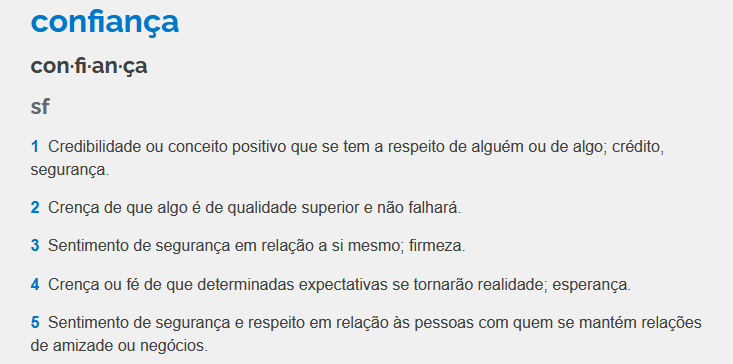 confiança
con·fi·an·ça
sf
1 Credibilidade ou conceito positivo que se tem a respeito de alguém ou de algo; crédito,
segurança.
2 Crença de que algo é de qualidade superior e não falhará.
3 Sentimento de segurança em relação a si mesmo; firmeza.
4 Crença ou fé de que determinadas expectativas se tornarão realidade; esperança.
5 Sentimento de segurança e respeito em relação às pessoas com quem se mantém relações
de amizade ou negócios.